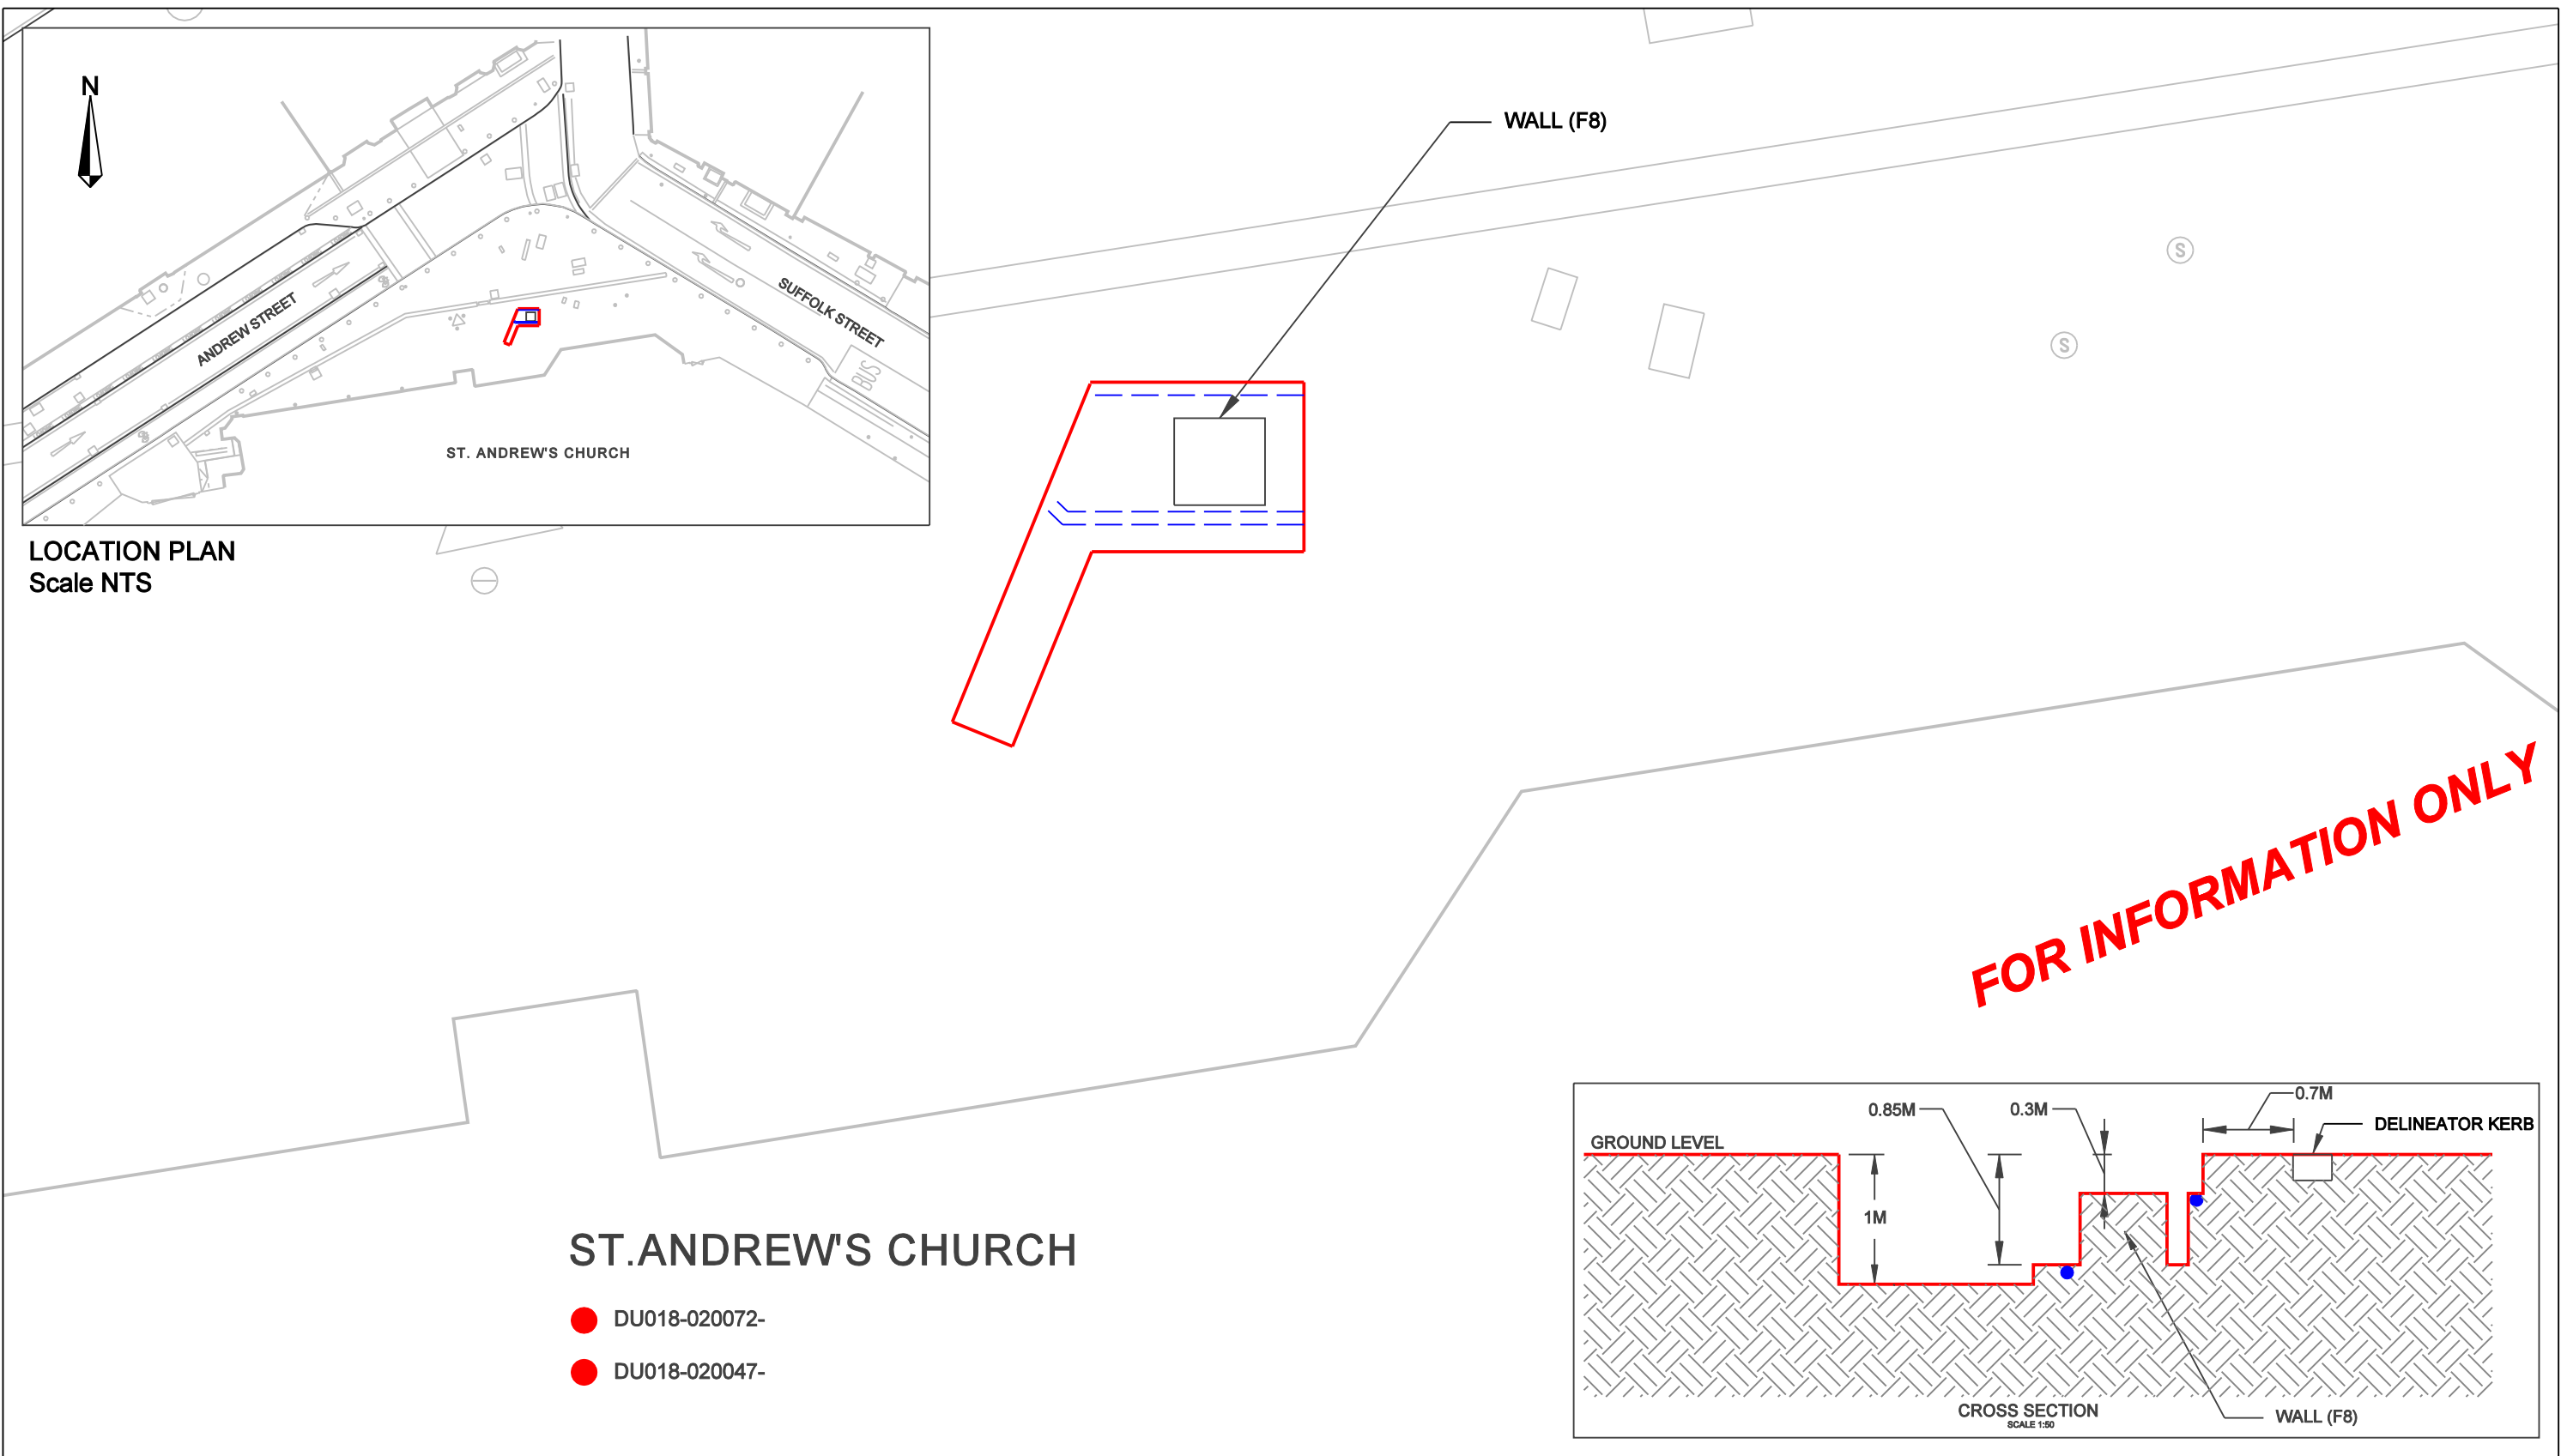 N
ANDREW STREET
SUFFOLK STREET
BUS
ST. ANDREW'S CHURCH
LOCATION PLAN
Scale NTS
WALL (F8)
S
S
FOR INFORMATION ONLY
ST.ANDREW'S CHURCH
DU018-020072-
DU018-020047-
0.7M
0.85M
0.3M
DELINEATOR KERB
GROUND LEVEL
1M
CROSS SECTION
SCALE 1:50
WALL (F8)